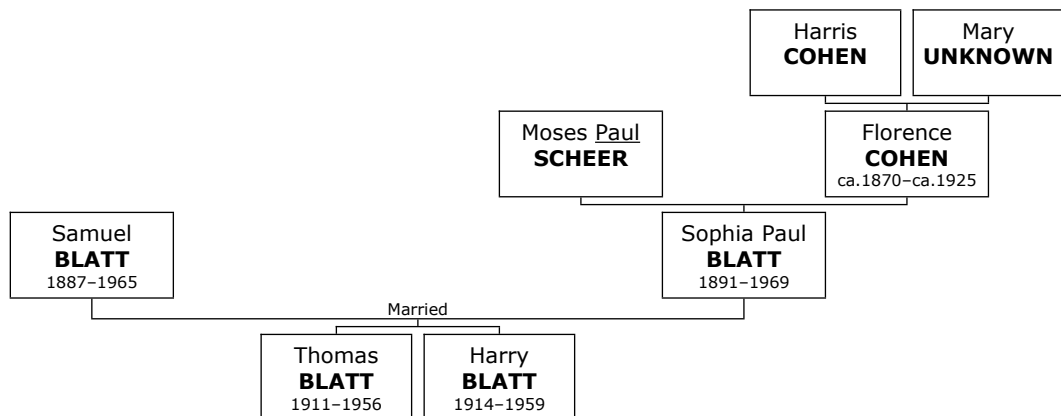 Harris
COHEN
Mary
UNKNOWN
Moses Paul
SCHEER
Florence
COHEN
ca.1870–ca.1925
Samuel
BLATT
1887–1965
Sophia Paul
BLATT
1891–1969
Married
Thomas
BLATT
1911–1956
Harry
BLATT
1914–1959